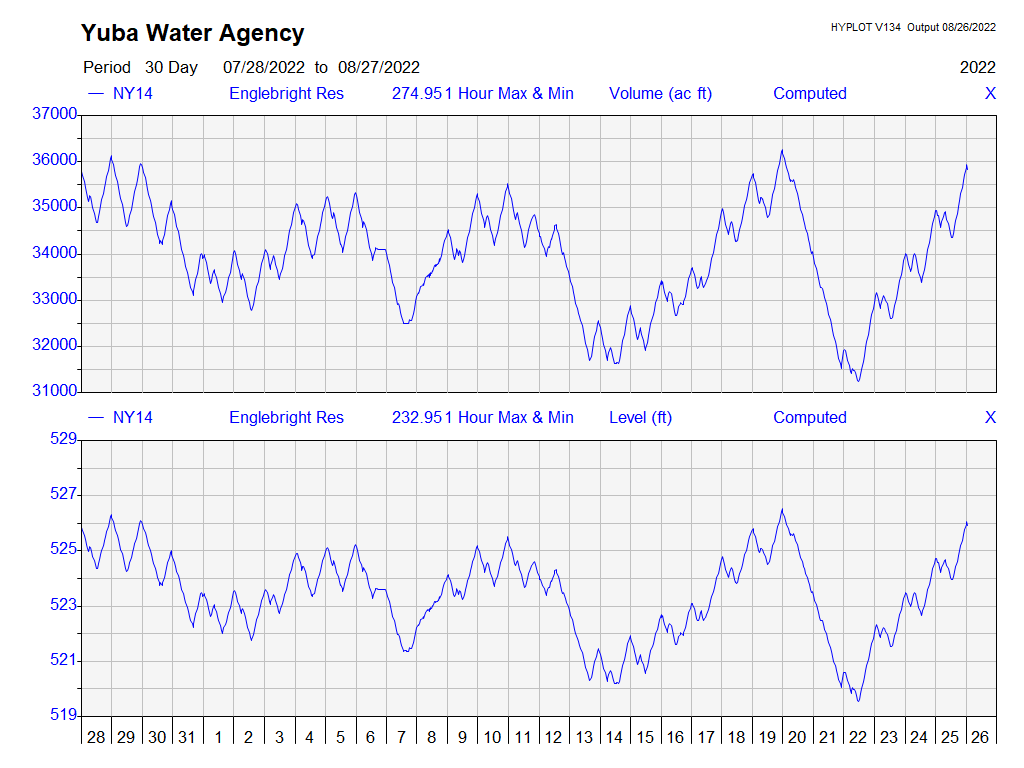 Yuba Water Agency
HYPLOT V134 Output 08/26/2022
Period 30 Day 07/28/2022 to 08/27/2022 2022
NY14 Englebright Res 274.951 Hour Max & Min Volume (ac ft) Computed X
37000
36000
35000
34000
33000
32000
31000
NY14 Englebright Res 232.951 Hour Max & Min Level (ft) Computed X
529
527
525
523
521
519
28 29 30 31 1 2 3 4 5 6 7 8 9 10 11 12 13 14 15 16 17 18 19 20 21 22 23 24 25 26